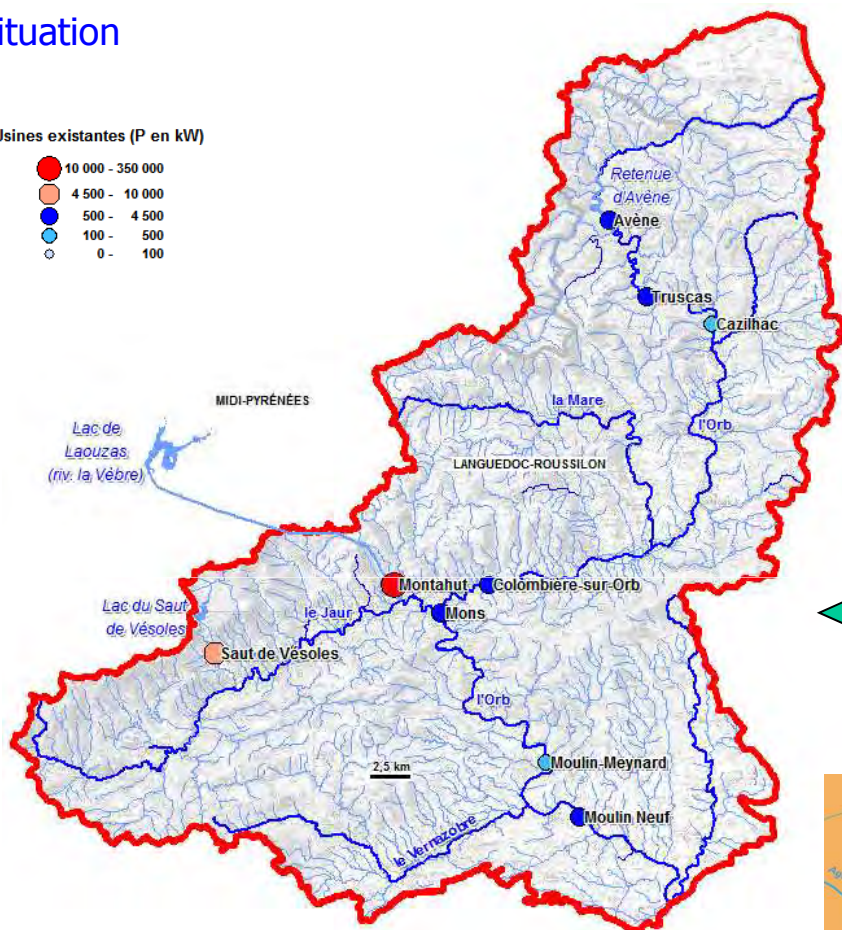 ituation
Usines existantes (P en kW)
10 000 - 350 000
4 500 - 10 000
500 - 4 500
100 - 500
0 - 100
Retenue
d'Avène
Avène
Truscas
Cazilhac
MIDI-PYRÉNÉES
la Mare
l'Orb
Lac de
Laouzas
(riv. la Vèbre)
LANGUEDOC-ROUSSILON
Montahut
Colombière-sur-Orb
Lac du Saut
de Vésoles
le Jaur
Mons
Saut de Vésoles
l'Orb
2,5 km
Moulin-Meynard
Moulin Neuf
le Vernazobre